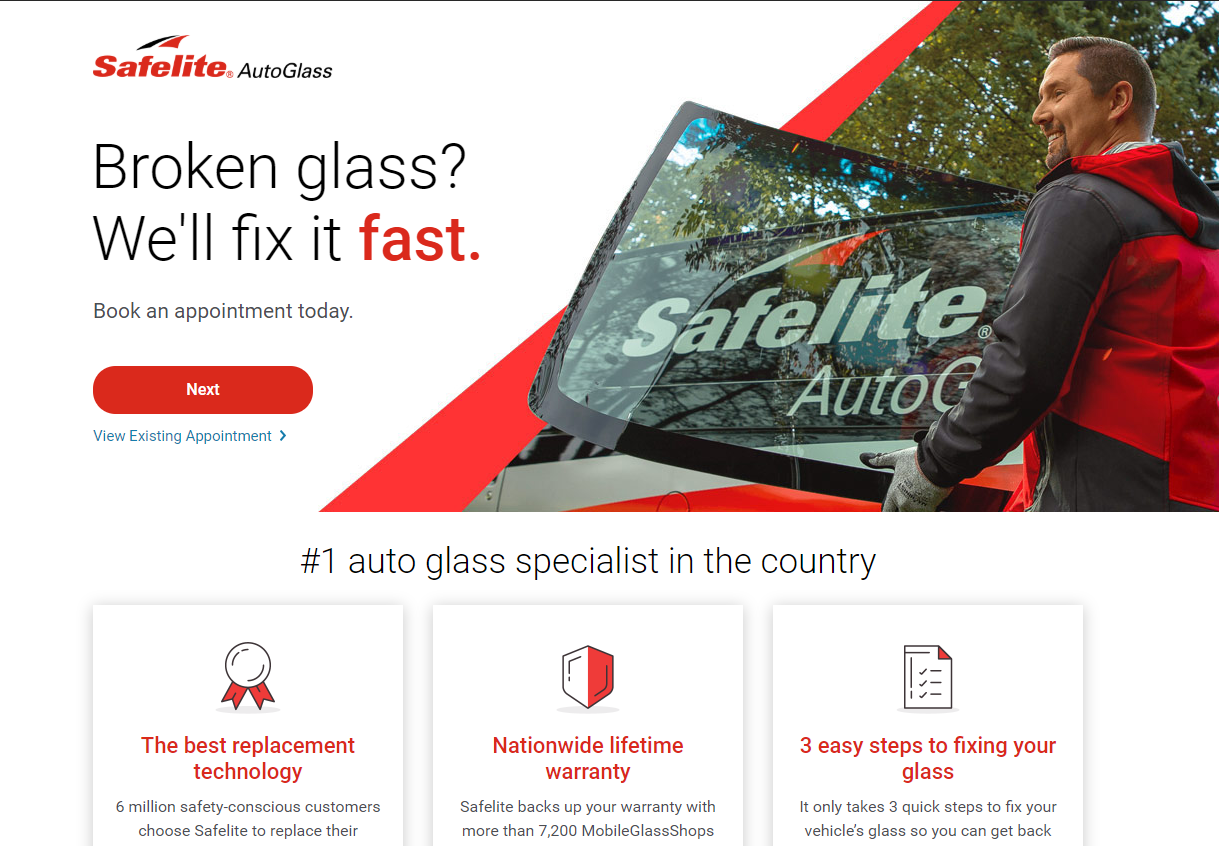 Safelite® AutoGlass
Broken glass?
We'll fix it fast.
Book an appointment today.
Next
View Existing Appointment
Safelite®
AutoG
#1 auto glass specialist in the country
The best replacement
technology
6 million safety-conscious customers
choose Safelite to replace their
Nationwide lifetime
warranty
Safelite backs up your warranty with
more than 7,200 MobileGlassShops
3 easy steps to fixing your
glass
It only takes 3 quick steps to fix your
vehicle’s glass so you can get back